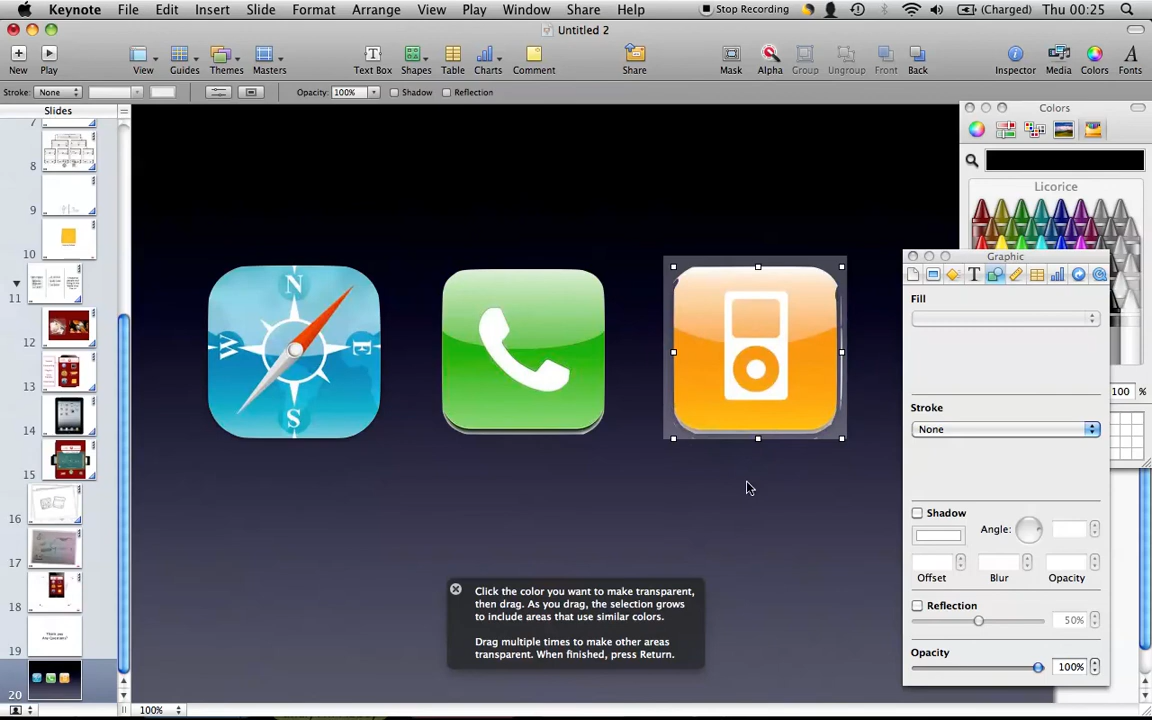 Keynote File Edit Insert Slide Format Arrange View Play Window Share Help Stop Recording (Charged) Thu 00:25
Untitled 2
New Play View Guides Themes Masters Text Box Shapes Table Charts Comment Share Mask Alpha Group Ungroup Front Back Inspector Media Colors Fonts
Stroke: None Opacity: 100% Shadow Reflection
Slides
Colors
Licorice
7
8
9
10
11
12
13
14
15
16
17
18
19
20
N
W
E
S
Graphic
Fill
100 %
Stroke
None
Shadow
Angle:
Offset Blur Opacity
Reflection
50%
Opacity
100%
Click the color you want to make transparent,
then drag. As you drag, the selection grows
to include areas that use similar colors.
Drag multiple times to make other areas
transparent. When finished, press Return.
100%